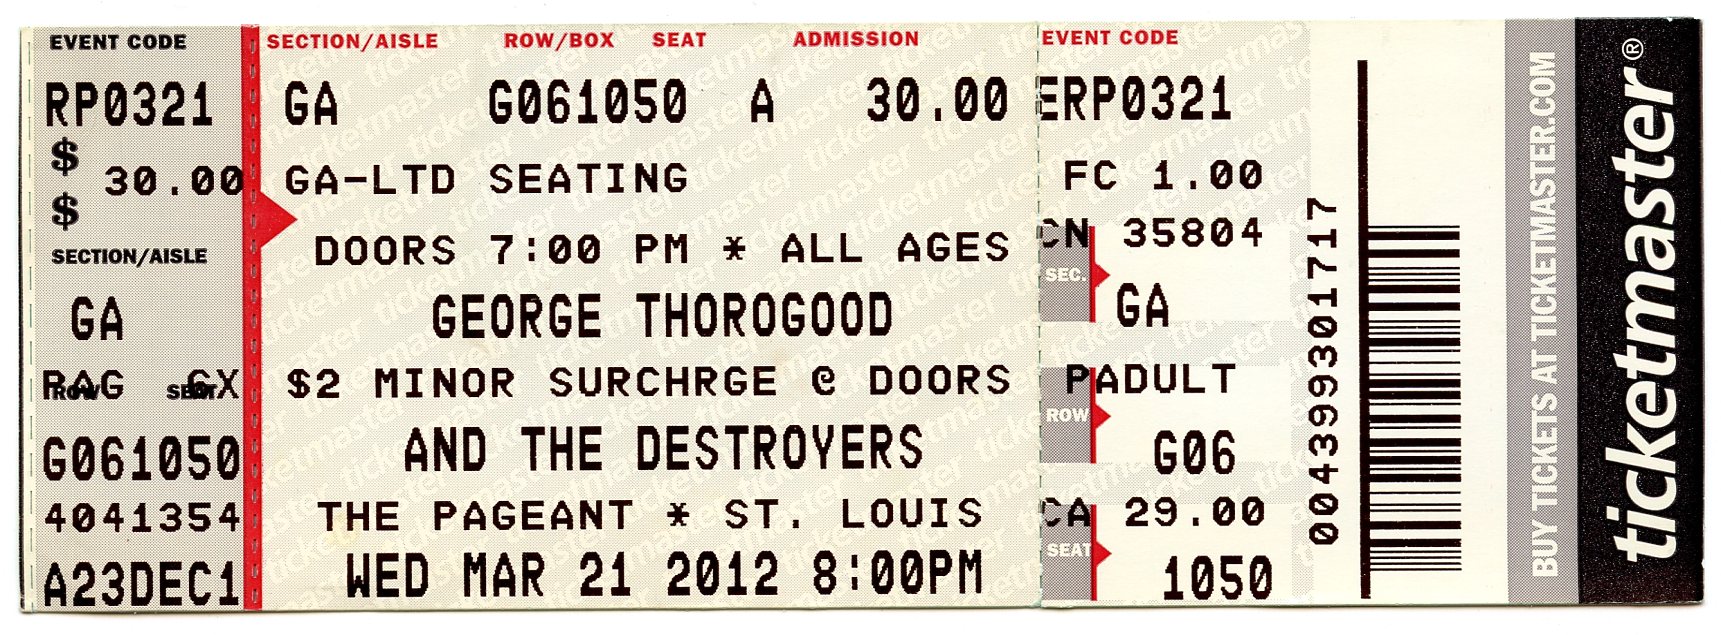 EVENT CODE
RP0321
$ 30.00
$
SECTION/AISLE
GA
RAG GX
ROW SEAT
G061050
4041354
A23DEC1
SECTION/AISLE ROW/BOX SEAT ADMISSION
GA G061050 A 30.00
GA-LTD SEATING
DOORS 7:00 PM * ALL AGES
GEORGE THOROGOOD
$2 MINOR SURCHRGE @ DOORS
AND THE DESTROYERS
THE PAGEANT * ST. LOUIS
WED MAR 21 2012 8:00PM
EVENT CODE
ERP0321
FC 1.00
CN 35804
SEC.
GA
PADULT
ROW
G06
CA 29.00
SEAT
1050
00439930 1717
BUY TICKETS AT TICKETMASTER.COM
ticketmaster®